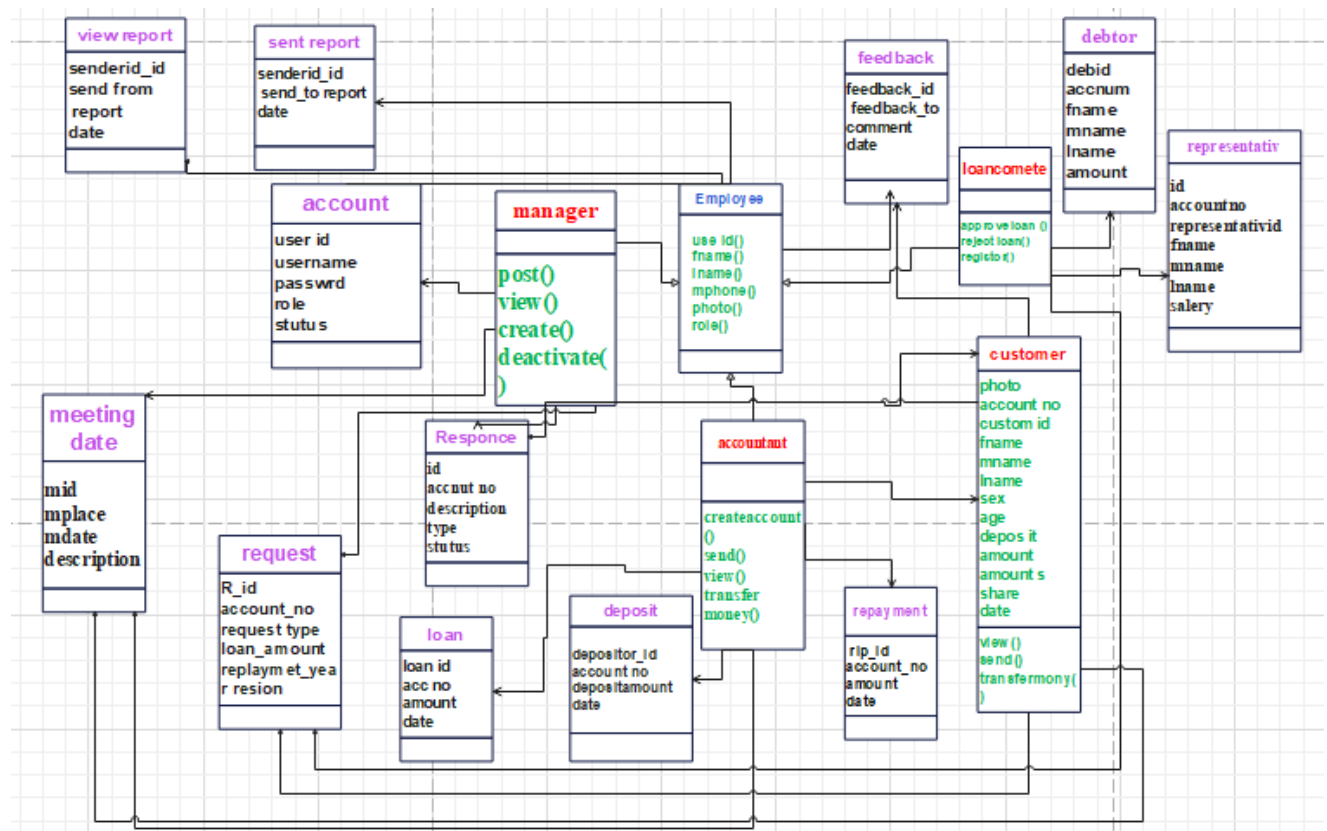 view report
senderid_id
send from
report
date
sent report
senderid_id
send_to report
date
feedback
feedback_id
feedback_to
comment
date
debtor
debid
accnum
fname
mname
lname
amount
representativ
id
accountno
representativid
fname
mname
lname
salery
loancomete
approveloan ()
rejectloan()
registor()
account
user id
username
passwrd
role
stutus
manager
post()
view()
create()
deactivate(
)
Employee
use id()
fname()
lname()
mphone()
photo()
role()
customer
photo
account no
custom id
fname
mname
lname
sex
age
deposit
amount
amounts
share
date
view()
send()
transfermony(
)
meeting
date
mid
mplace
mdate
description
Responce
id
accnut no
description
type
stutus
accountaut
createaccount
()
send()
view()
transfer
money()
request
R_id
account_no
request type
loan_amount
replaymet_yea
r resion
loan
loan id
acc no
amount
date
deposit
depositor_id
account no
depositamount
date
repayment
rip_id
account_no
amount
date